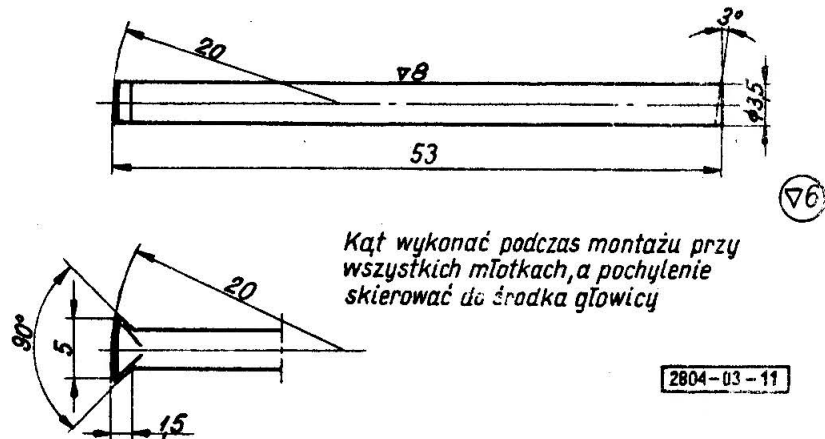 3°
20
▽8
ϕ3,5
53
▽6
Kąt wykonać podczas montażu przy
wszystkich młotkach, a pochylenie
skierować do środka głowicy
20
90°
5
1,5
2804-03-11